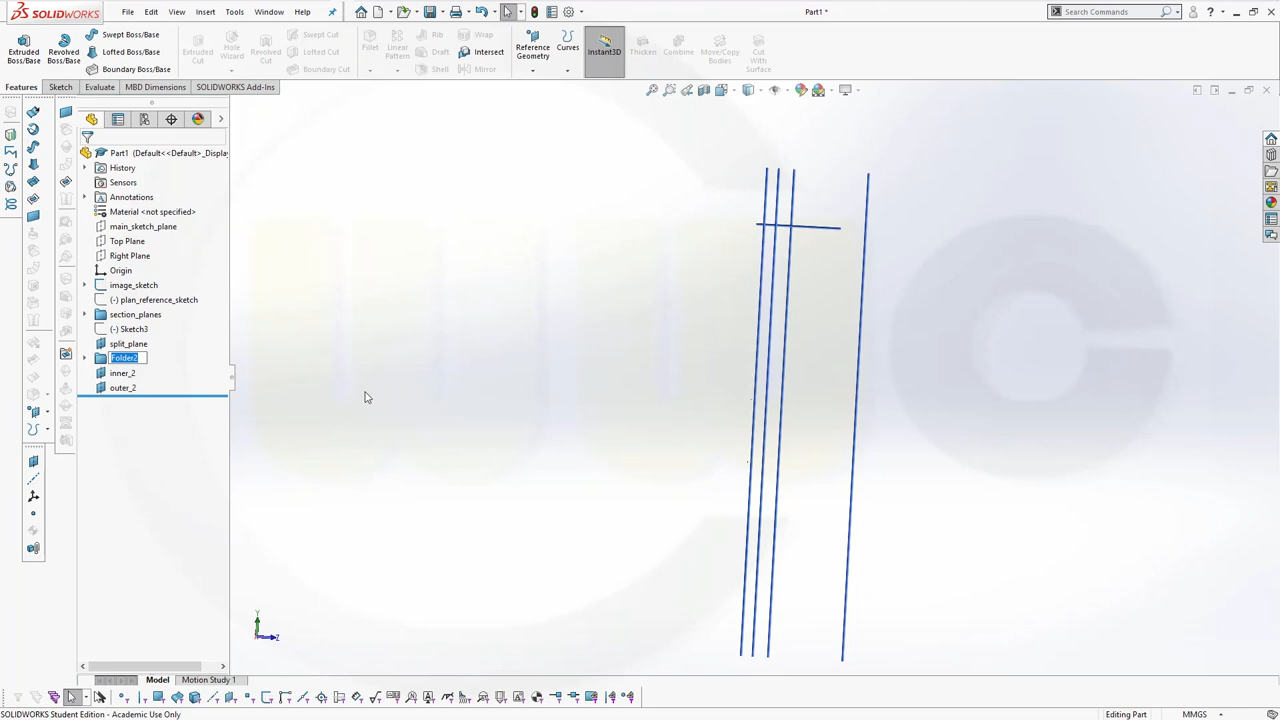 SOLIDWORKS
File
Edit
View
Insert
Tools
Window
Part1 *
Search Commands
Extruded
Boss/Base
Revolved
Boss/Base
Swept Boss/Base
Lofted Boss/Base
Boundary Boss/Base
Extruded
Cut
Hole
Wizard
Revolved
Cut
Swept Cut
Lofted Cut
Boundary Cut
Fillet
Linear
Pattern
Rib
Draft
Shell
Wrap
Intersect
Mirror
Reference
Geometry
Curves
Instant3D
Thicken
Combine
Move/Copy
Bodies
Cut
With
Surface
Features
Sketch
Evaluate
MBD Dimensions
SOLIDWORKS Add-Ins
Part1 (Default<<Default>_Displa
History
Sensors
Annotations
Material <not specified>
main_sketch_plane
Top Plane
Right Plane
Origin
image_sketch
(-) plan_reference_sketch
section_planes
(-) Sketch3
split_plane
Folder2
inner_2
outer_2
Y
Z
Model
Motion Study 1
SOLIDWORKS Student Edition - Academic Use Only
Editing Part
MMGS